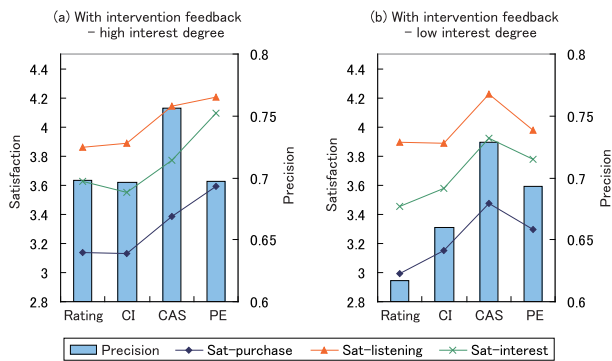 (a) With intervention feedback
– high interest degree
(b) With intervention feedback
– low interest degree
Satisfaction
4.4
4.2
4
3.8
3.6
3.4
3.2
3
2.8
0.8
0.75
0.7
0.65
0.6
Precision
Rating CI CAS PE
Satisfaction
4.4
4.2
4
3.8
3.6
3.4
3.2
3
2.8
0.8
0.75
0.7
0.65
0.6
Precision
Rating CI CAS PE
Precision Sat-purchase Sat-listening Sat-interest